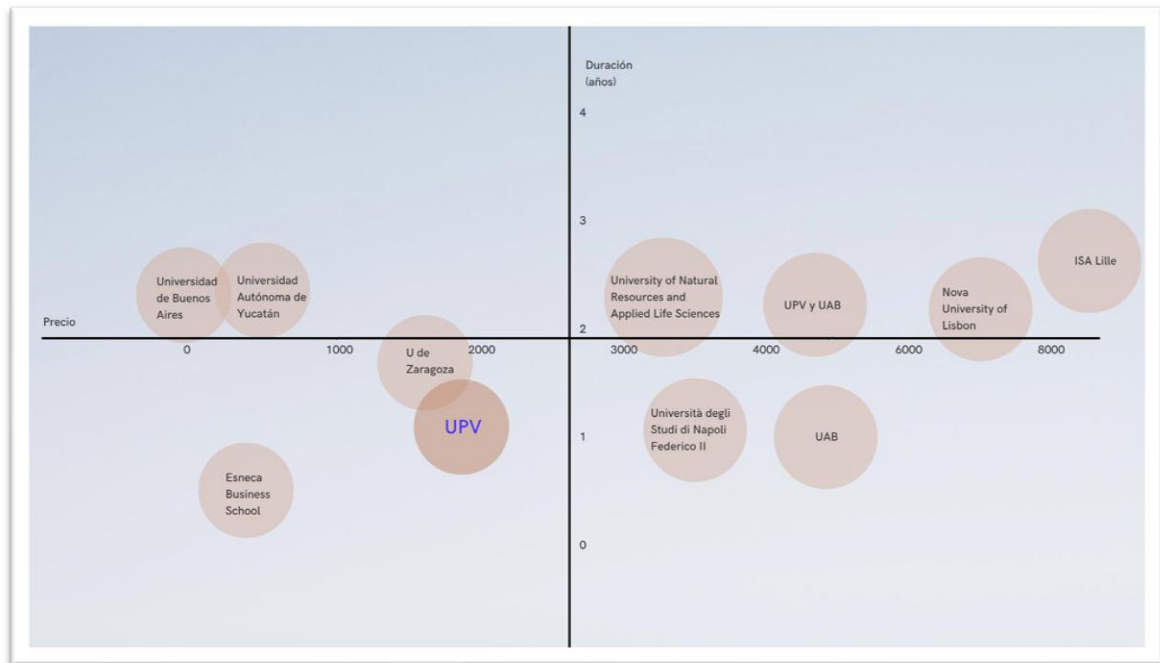 Duración
(años)
4
3
Universidad
de Buenos
Aires
Universidad
Autónoma de
Yucatán
University of Natural
Resources and
Applied Life Sciences
UPV y UAB
Nova
University of
Lisbon
ISA Lille
Precio
2
0
1000
2000
3000
4000
6000
8000
U de
Zaragoza
UPV
Università degli
Studi di Napoli
Federico II
1
UAB
Esneca
Business
School
0